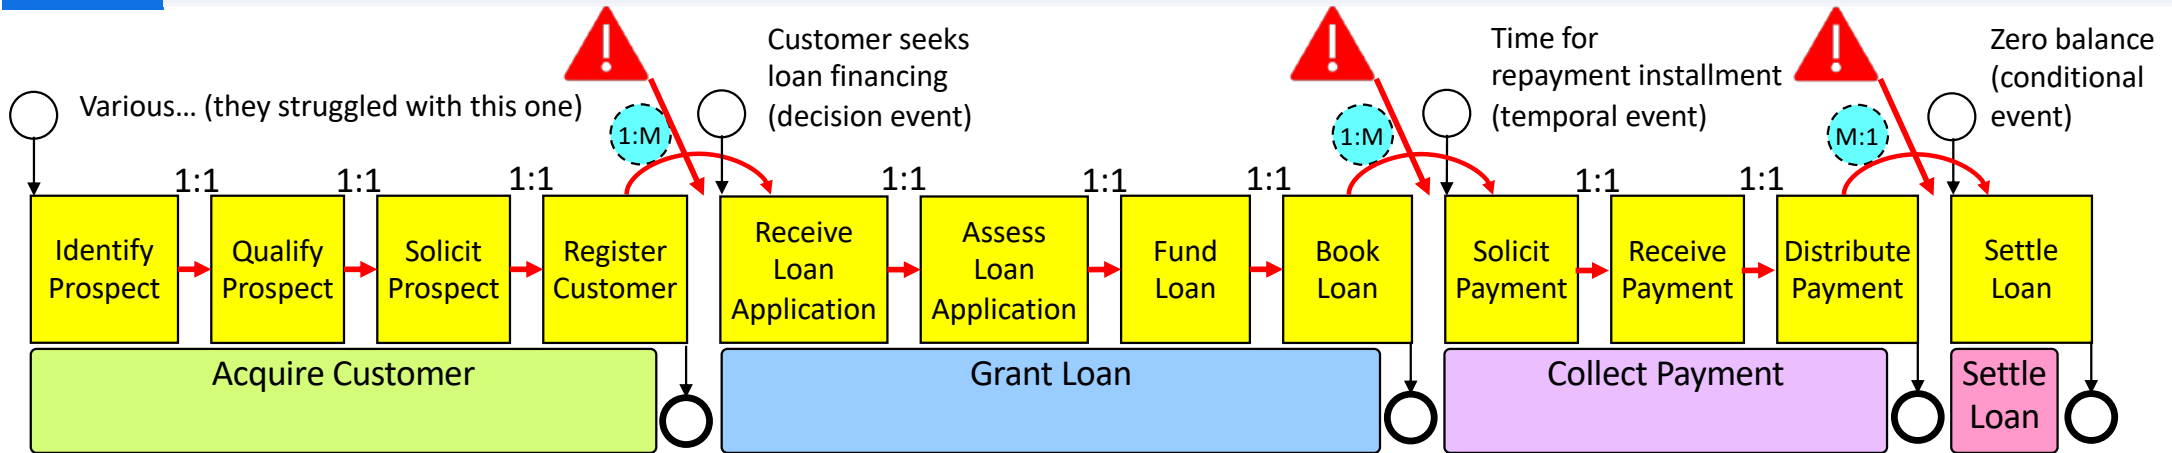 Various... (they struggled with this one)
Customer seeks
loan financing
(decision event)
Time for
repayment installment
(temporal event)
Zero balance
(conditional
event)
!
!
!
1:M
1:M
M:1
1:1
1:1
1:1
1:1
1:1
1:1
1:1
1:1
Identify
Prospect
Qualify
Prospect
Solicit
Prospect
Register
Customer
Receive
Loan
Application
Assess
Loan
Application
Fund
Loan
Book
Loan
Solicit
Payment
Receive
Payment
Distribute
Payment
Settle
Loan
Acquire Customer
Grant Loan
Collect Payment
Settle
Loan